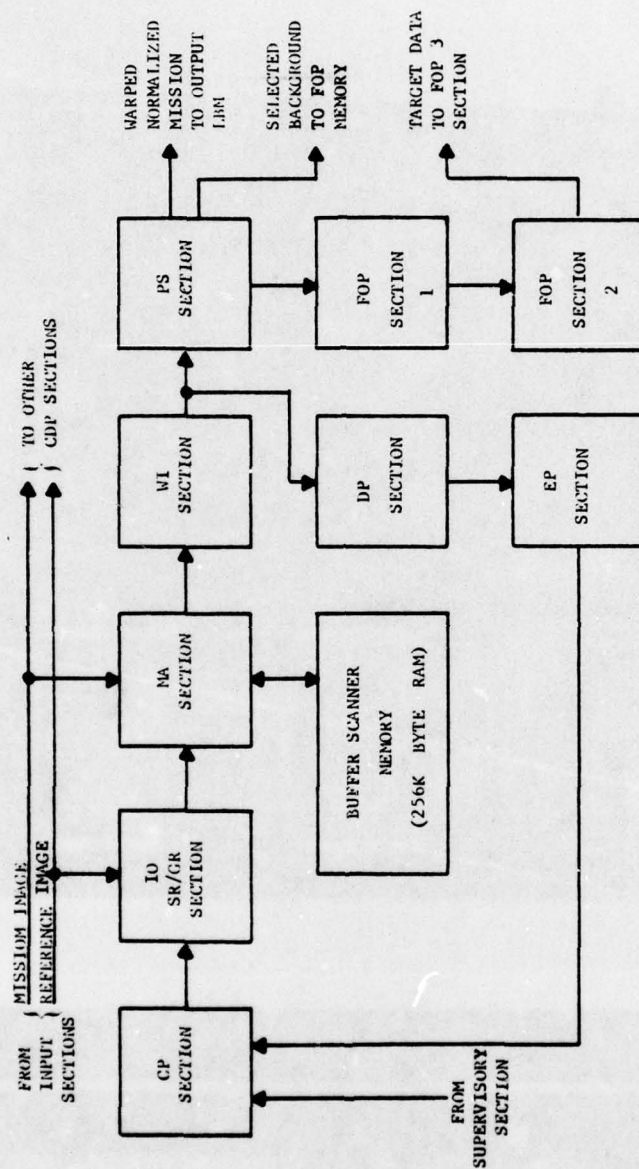 FROM
INPUT
SECTIONS
{ MISSION IMAGE
{ REFERENCE IMAGE
{ TO OTHER
{ CDP SECTIONS
CP
SECTION
IO
SR/GR
SECTION
MA
SECTION
WI
SECTION
PS
SECTION
WARPED
NORMALIZED
MISSION
TO OUTPUT
LBM
SELECTED
BACKGROUND
TO FOP
MEMORY
BUFFER SCANNER
MEMORY
(256K BYTE RAM)
DP
SECTION
FOP
SECTION
1
TARGET DATA
TO FOP 3
SECTION
FROM
SUPERVISORY
SECTION
EP
SECTION
FOP
SECTION
2